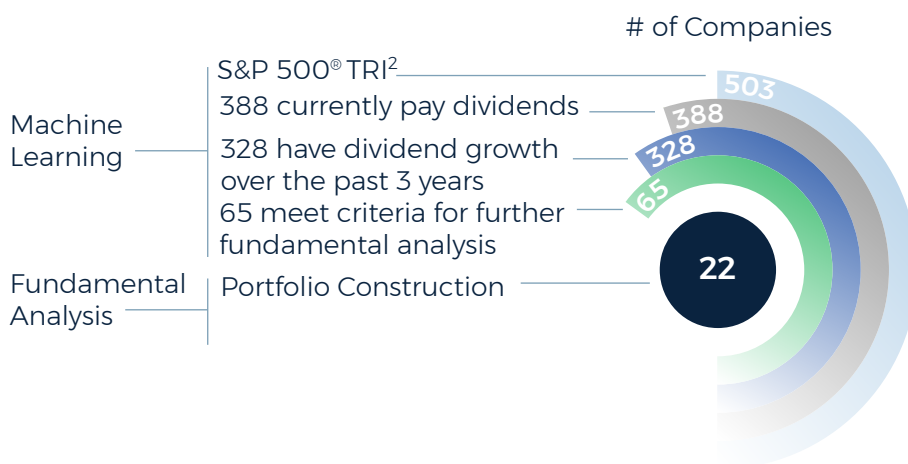 # of Companies
S&P 500® TRI²
503
388 currently pay dividends
388
Machine
Learning
328 have dividend growth
over the past 3 years
328
65 meet criteria for further
fundamental analysis
65
Fundamental
Analysis
Portfolio Construction
22